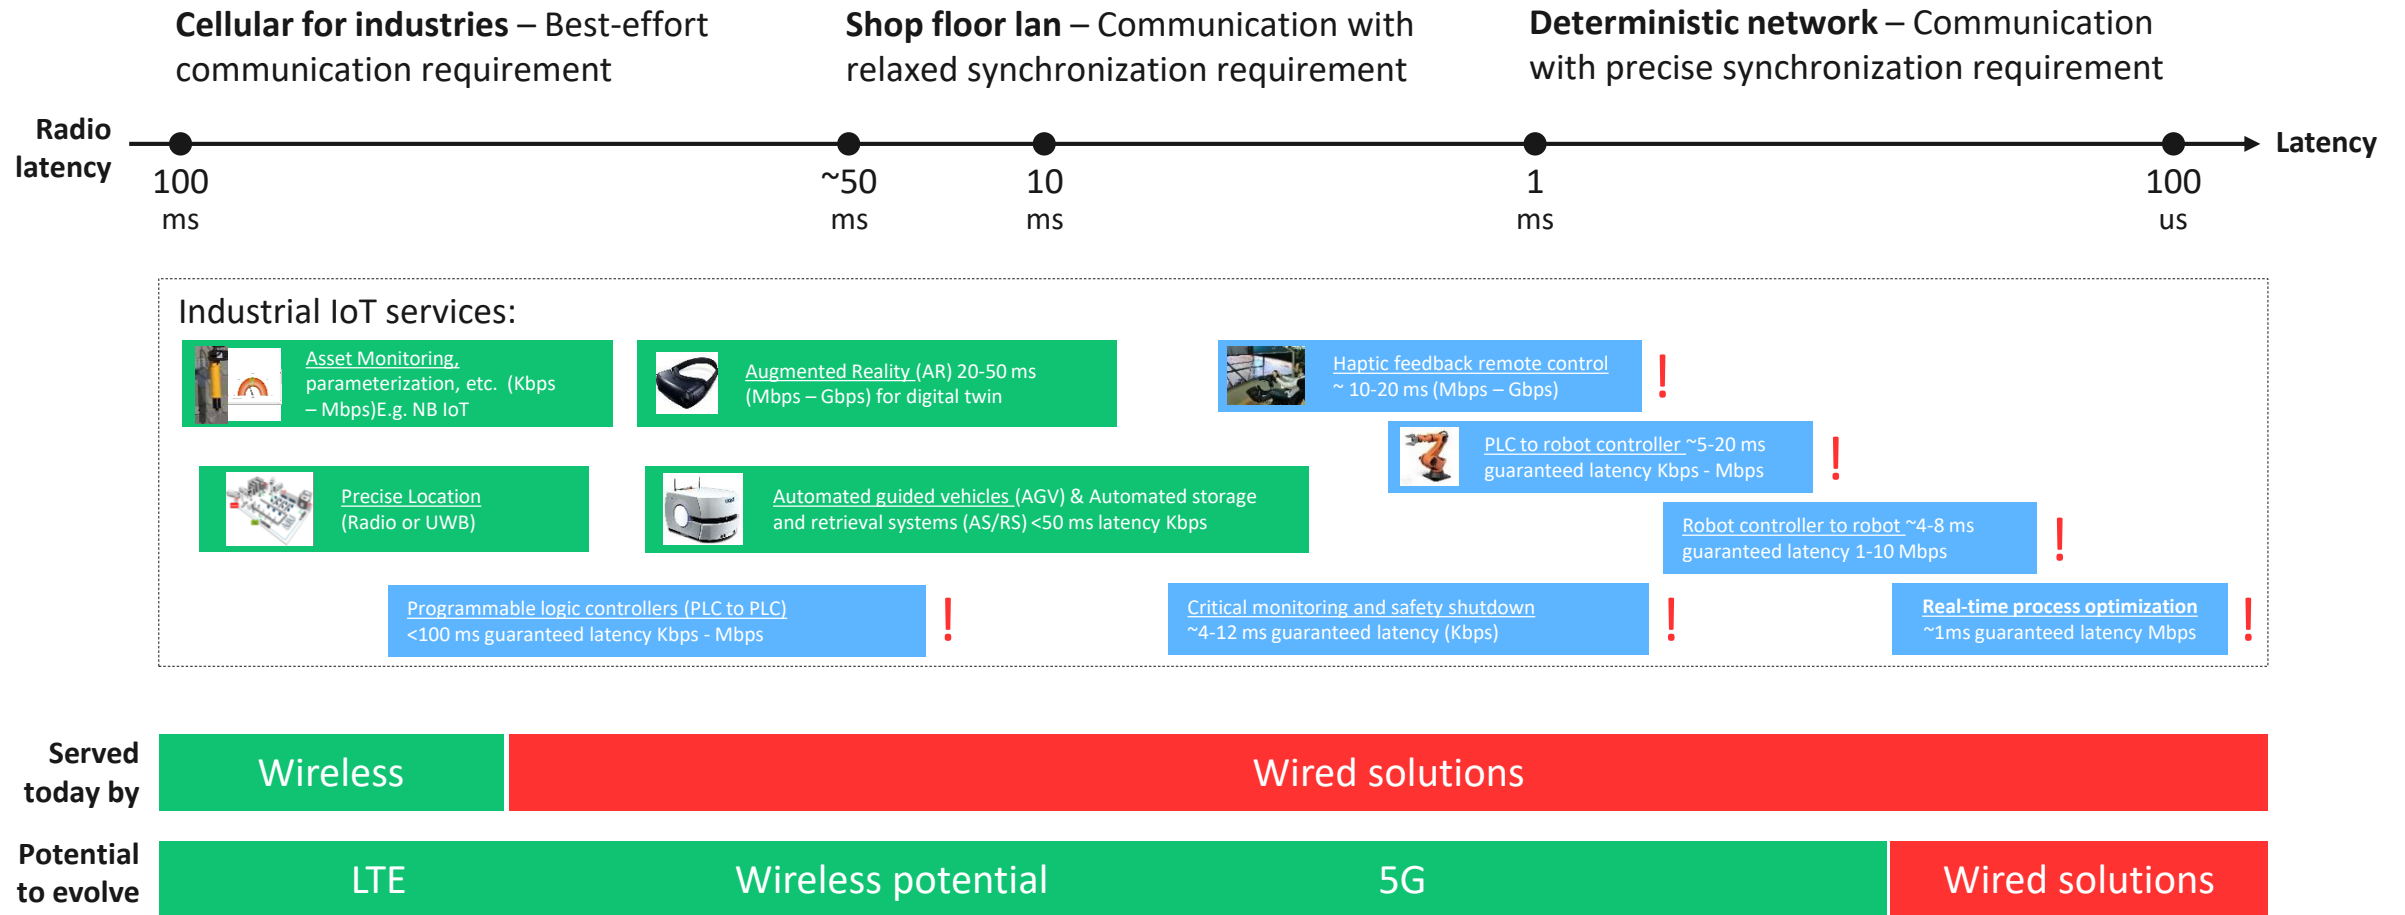 Cellular for industries – Best-effort
communication requirement
Shop floor lan – Communication with
relaxed synchronization requirement
Deterministic network – Communication
with precise synchronization requirement
Radio
latency
Latency
100
ms
~50
ms
10
ms
1
ms
100
us
Industrial IoT services:
Asset Monitoring,
parameterization, etc. (Kbps
– Mbps)E.g. NB IoT
Augmented Reality (AR) 20-50 ms
(Mbps – Gbps) for digital twin
Haptic feedback remote control
~ 10-20 ms (Mbps – Gbps)
!
PLC to robot controller ~5-20 ms
guaranteed latency Kbps - Mbps
!
Precise Location
(Radio or UWB)
Automated guided vehicles (AGV) & Automated storage
and retrieval systems (AS/RS) <50 ms latency Kbps
Robot controller to robot ~4-8 ms
guaranteed latency 1-10 Mbps
!
Programmable logic controllers (PLC to PLC)
<100 ms guaranteed latency Kbps - Mbps
!
Critical monitoring and safety shutdown
~4-12 ms guaranteed latency (Kbps)
!
Real-time process optimization
~1ms guaranteed latency Mbps
!
Served
today by
Wireless
Wired solutions
Potential
to evolve
LTE
Wireless potential
5G
Wired solutions